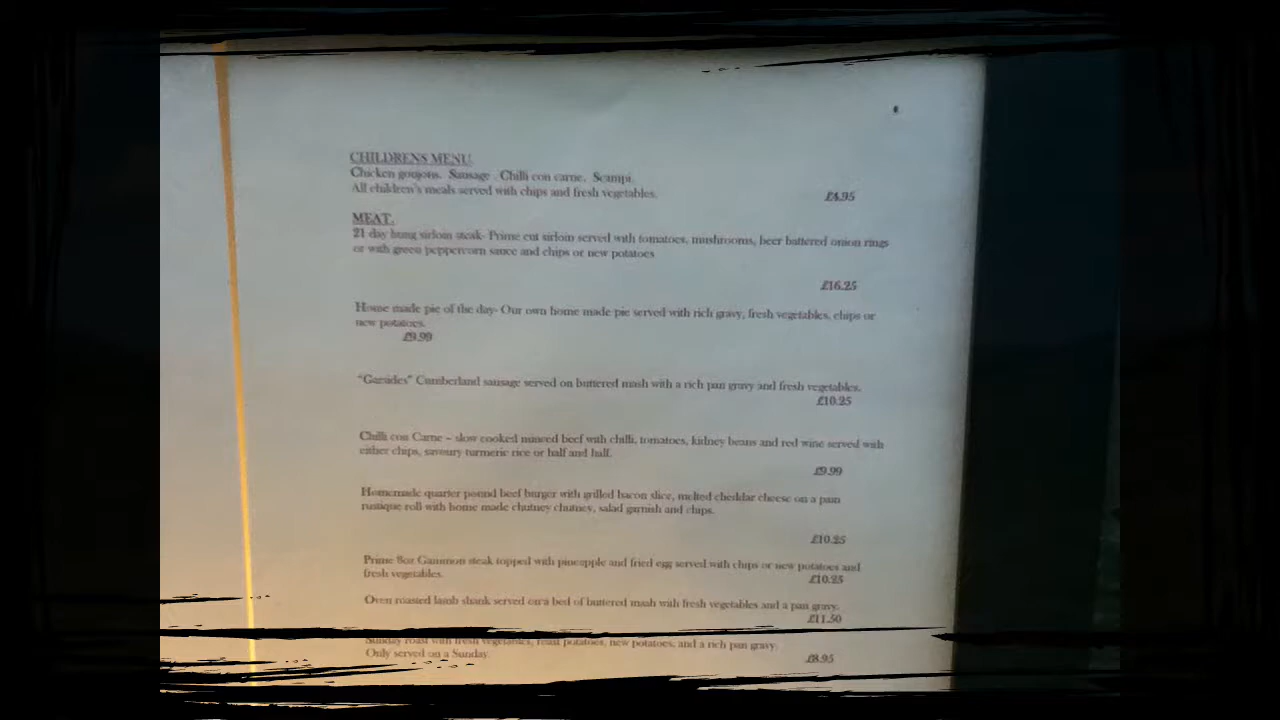 CHILDRENS MENU
Chicken goujons. Sausage . Chilli con carne. Scampi.
All children's meals served with chips and fresh vegetables.
£4.95
MEAT.
21 day hung sirloin steak- Prime cut sirloin served with tomatoes, mushrooms, beer battered onion rings
or with green peppercorn sauce and chips or new potatoes
£16.25
Home made pie of the day- Our own home made pie served with rich gravy, fresh vegetables, chips or
new potatoes.
£9.99
Cumberland sausage served on buttered mash with a rich pan gravy and fresh vegetables.
£10.25
Chilli con Carne – slow cooked minced beef with chilli, tomatoes, kidney beans and red wine served with
either chips, savoury turmeric rice or half and half.
£9.99
Homemade quarter pound beef burger with grilled bacon slice, melted cheddar cheese on a pain
rustique roll with home made chutney chutney, salad garnish and chips.
£10.25
Prime 8oz Gammon steak topped with pineapple and fried egg served with chips or new potatoes and
fresh vegetables.
£10.25
Oven roasted lamb shank served on a bed of buttered mash with fresh vegetables and a pan gravy.
£11.50
Sunday roast with fresh vegetables, roast potatoes, new potatoes, and a rich pan gravy.
Only served on a Sunday.
£8.95